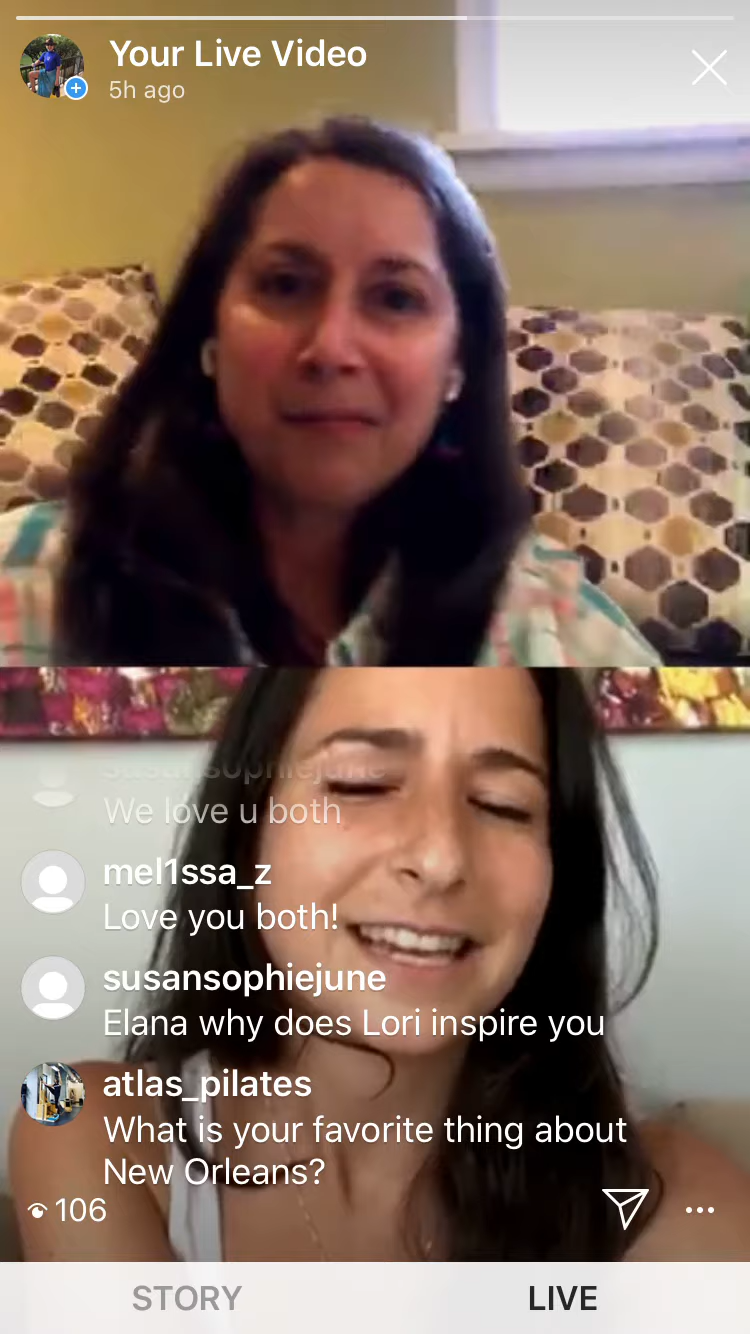 Your Live Video
5h ago
susansophiejune
We love u both
mel1ssa_z
Love you both!
susansophiejune
Elana why does Lori inspire you
atlas_pilates
What is your favorite thing about
New Orleans?
106
STORY
LIVE